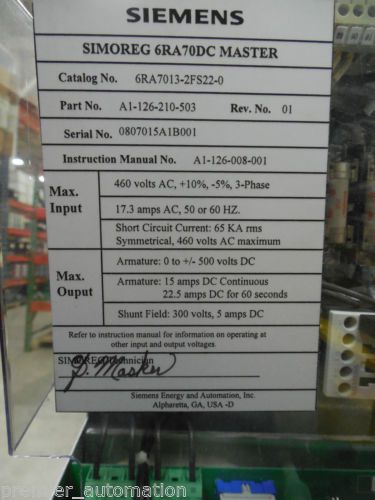 SIEMENS
SIMOREG 6RA70DC MASTER
Catalog No. 6RA7013-2FS22-0
Part No. A1-126-210-503 Rev. No. 01
Serial No. 0807015A1B001
Instruction Manual No. A1-126-008-001
Max. Input
460 volts AC, +10%, -5%, 3-Phase
17.3 amps AC, 50 or 60 HZ.
Short Circuit Current: 65 KA rms
Symmetrical, 460 volts AC maximum
Max. Ouput
Armature: 0 to +/- 500 volts DC
Armature: 15 amps DC Continuous
22.5 amps DC for 60 seconds
Shunt Field: 300 volts, 5 amps DC
Refer to instruction manual for information on operating at
other input and output voltages.
SIMOREG Technician
D. Masker
Siemens Energy and Automation, Inc.
Alpharetta, GA, USA -D
premier_automation